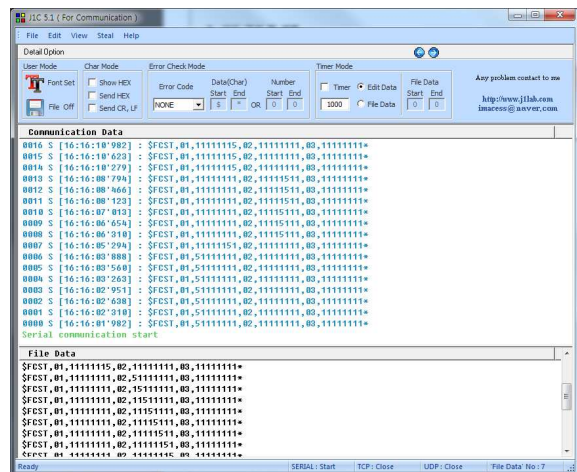 J1C 5.1 ( For Communication )
File Edit View Steal Help
Detail Option
User Mode
Font Set
File Off
Char Mode
Show HEX
Send HEX
Send CR, LF
Error Check Mode
Error Code
NONE
Data(Char)
Start End
$ *
OR
Number
Start End
0 0
Timer Mode
Timer
1000
Edit Data
File Data
File Data
Start End
0 0
Any problem contact to me
http://www.j1lab.com
imacess@naver.com
Communication Data
0016 S [16:16:10'982] : $FCST,01,11111115,02,11111111,03,11111111*
0015 S [16:16:10'623] : $FCST,01,11111115,02,11111111,03,11111111*
0014 S [16:16:10'279] : $FCST,01,11111115,02,11111111,03,11111111*
0013 S [16:16:08'794] : $FCST,01,11111111,02,11111511,03,11111111*
0012 S [16:16:08'466] : $FCST,01,11111111,02,11111511,03,11111111*
0011 S [16:16:08'123] : $FCST,01,11111111,02,11111511,03,11111111*
0010 S [16:16:07'013] : $FCST,01,11111111,02,11115111,03,11111111*
0009 S [16:16:06'654] : $FCST,01,11111111,02,11115111,03,11111111*
0008 S [16:16:06'310] : $FCST,01,11111111,02,11115111,03,11111111*
0007 S [16:16:05'294] : $FCST,01,11111151,02,11111111,03,11111111*
0006 S [16:16:03'888] : $FCST,01,51111111,02,11111111,03,11111111*
0005 S [16:16:03'560] : $FCST,01,51111111,02,11111111,03,11111111*
0004 S [16:16:03'263] : $FCST,01,51111111,02,11111111,03,11111111*
0003 S [16:16:02'951] : $FCST,01,51111111,02,11111111,03,11111111*
0002 S [16:16:02'638] : $FCST,01,51111111,02,11111111,03,11111111*
0001 S [16:16:02'310] : $FCST,01,51111111,02,11111111,03,11111111*
0000 S [16:16:01'982] : $FCST,01,51111111,02,11111111,03,11111111*
Serial communication start
File Data
$FCST,01,11111115,02,11111111,03,11111111*
$FCST,01,11111111,02,51111111,03,11111111*
$FCST,01,11111111,02,15111111,03,11111111*
$FCST,01,11111111,02,11511111,03,11111111*
$FCST,01,11111111,02,11151111,03,11111111*
$FCST,01,11111111,02,11115111,03,11111111*
$FCST,01,11111111,02,11111511,03,11111111*
$FCST,01,11111111,02,11111151,03,11111111*
$FCST,01,11111111,02,11111115,03,11111111*
Ready
SERIAL : Start
TCP : Close
UDP : Close
'File Data' No : 7